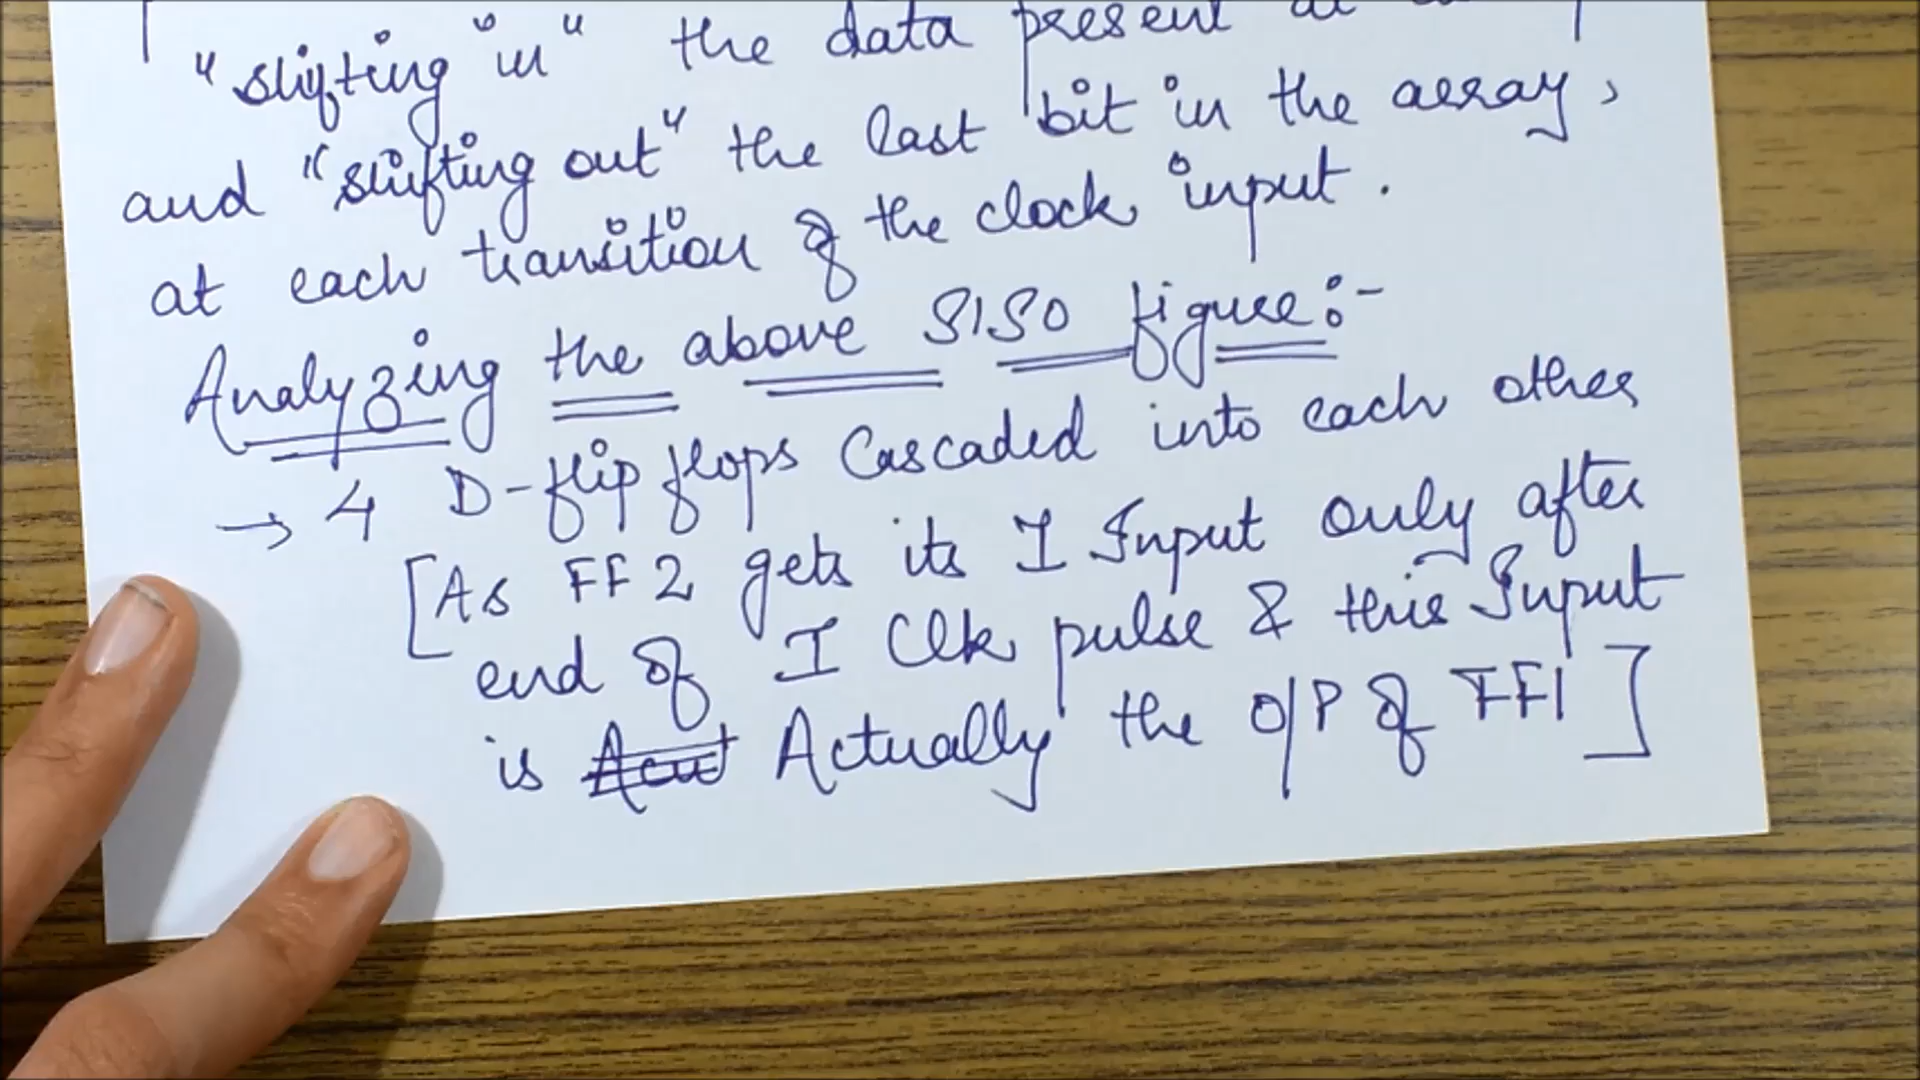 "shifting in" the data present
and "shifting out" the last bit in the array,
at each transition of the clock input.
Analyzing the above SISO figure:-
→ 4 D-flip flops Cascaded into each other
[As FF2 gets its I Input only after
end of I Clk pulse & this Input
is Actually the O/P of FF1]